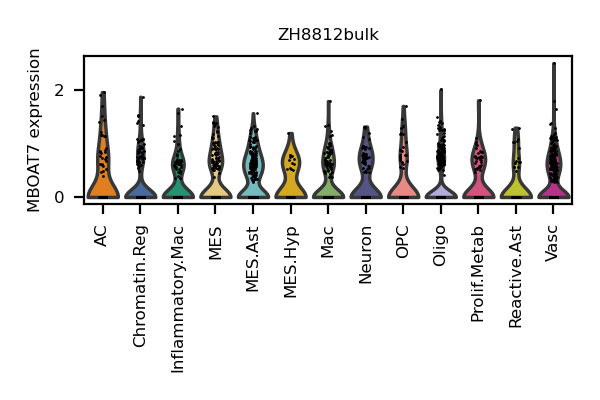 ZH8812bulk
MBOAT7 expression
2
0
AC
Chromatin.Reg
Inflammatory.Mac
MES
MES.Ast
MES.Hyp
Mac
Neuron
OPC
Oligo
Prolif.Metab
Reactive.Ast
Vasc